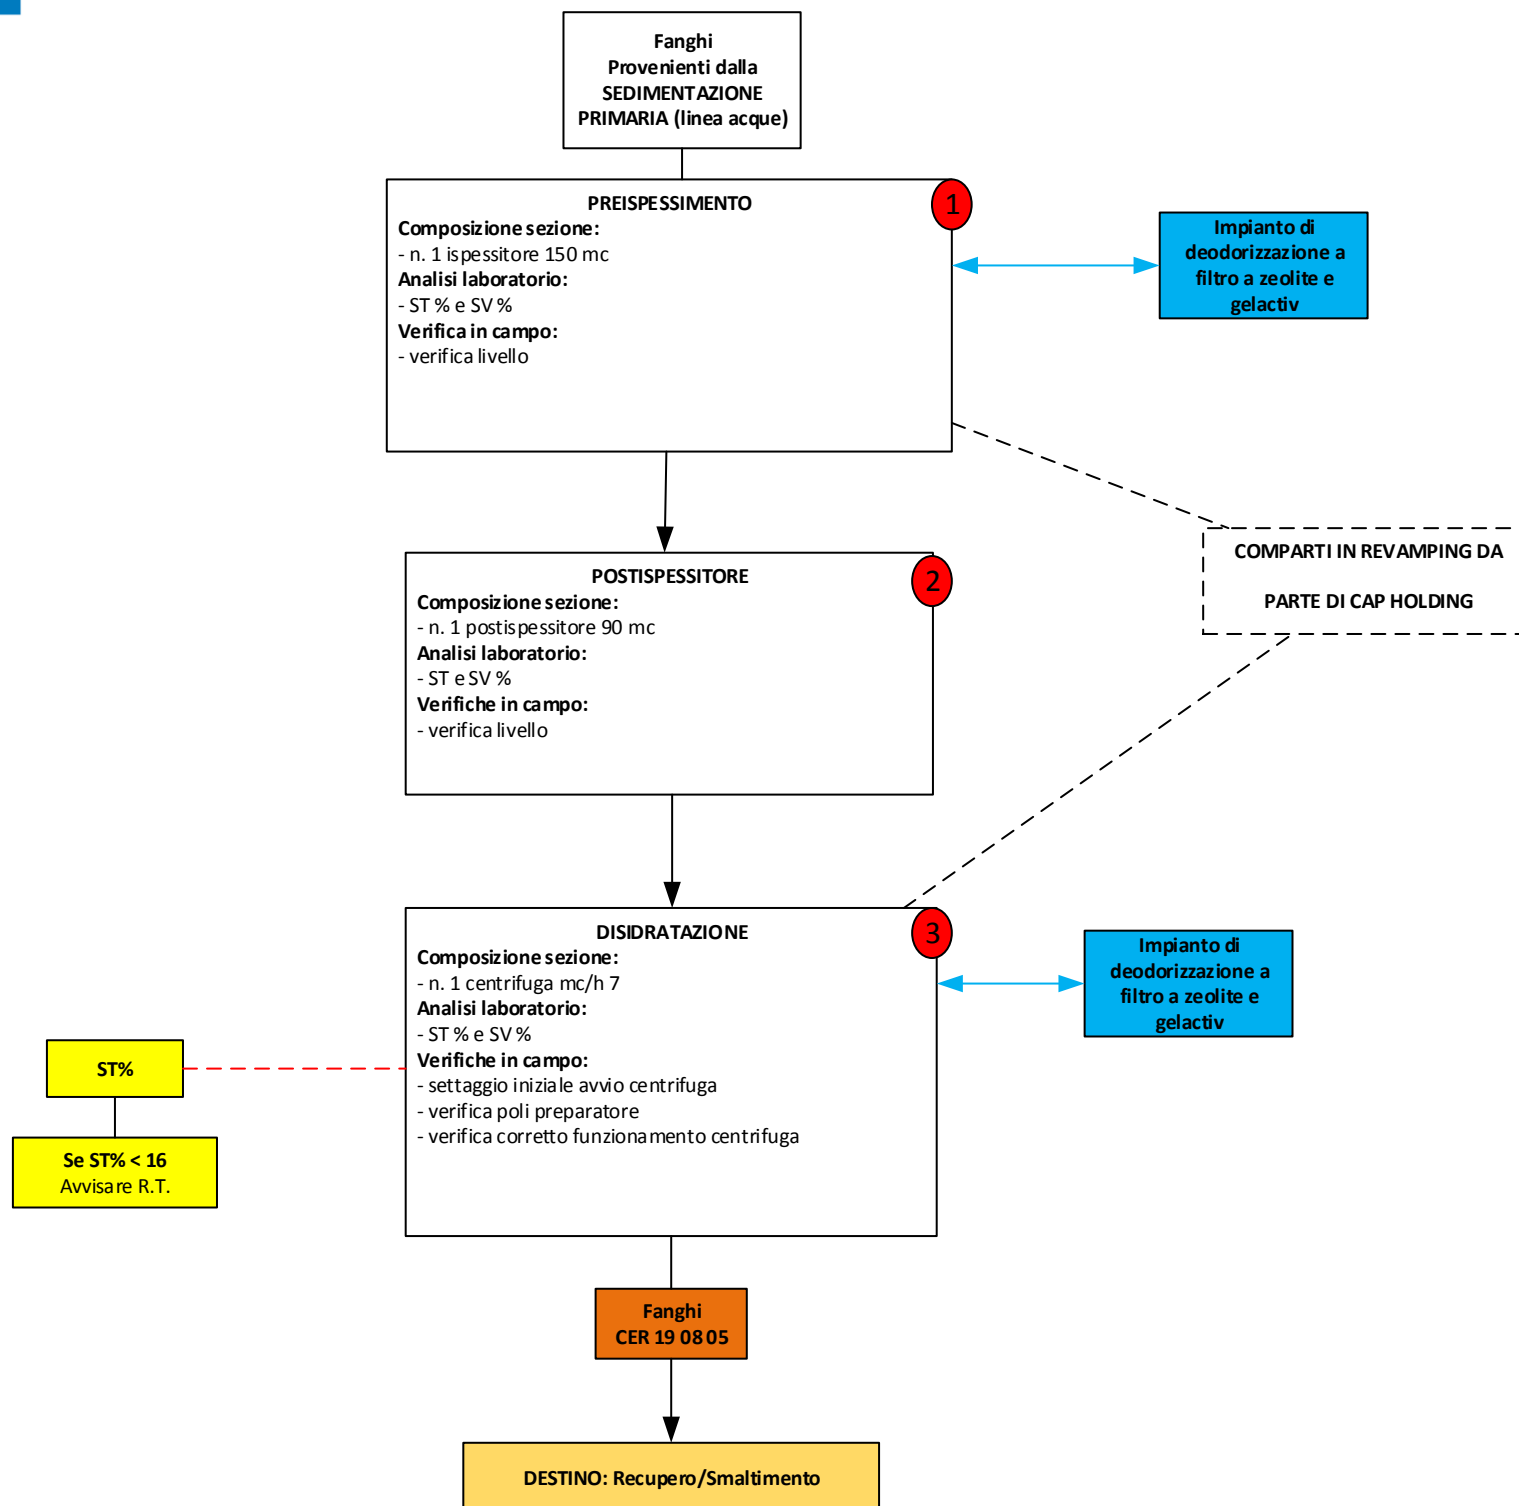 Fanghi
Provenienti dalla
SEDIMENTAZIONE
PRIMARIA (linea acque)
PREISPESSIMENTO
1
Composizione sezione:
- n. 1 ispessitore 150 mc
Analisi laboratorio:
- ST % e SV %
Verifica in campo:
- verifica livello
Impianto di
deodorizzazione a
filtro a zeolite e
gelactiv
COMPARTI IN REVAMPING DA
PARTE DI CAP HOLDING
POSTISPESSITORE
2
Composizione sezione:
- n. 1 postispessitore 90 mc
Analisi laboratorio:
- ST e SV %
Verifiche in campo:
- verifica livello
DISIDRATAZIONE
3
Composizione sezione:
- n. 1 centrifuga mc/h 7
Analisi laboratorio:
- ST % e SV %
Verifiche in campo:
- settaggio iniziale avvio centrifuga
- verifica poli preparatore
- verifica corretto funzionamento centrifuga
Impianto di
deodorizzazione a
filtro a zeolite e
gelactiv
ST%
Se ST% < 16
Avvisare R.T.
Fanghi
CER 19 08 05
DESTINO: Recupero/Smaltimento